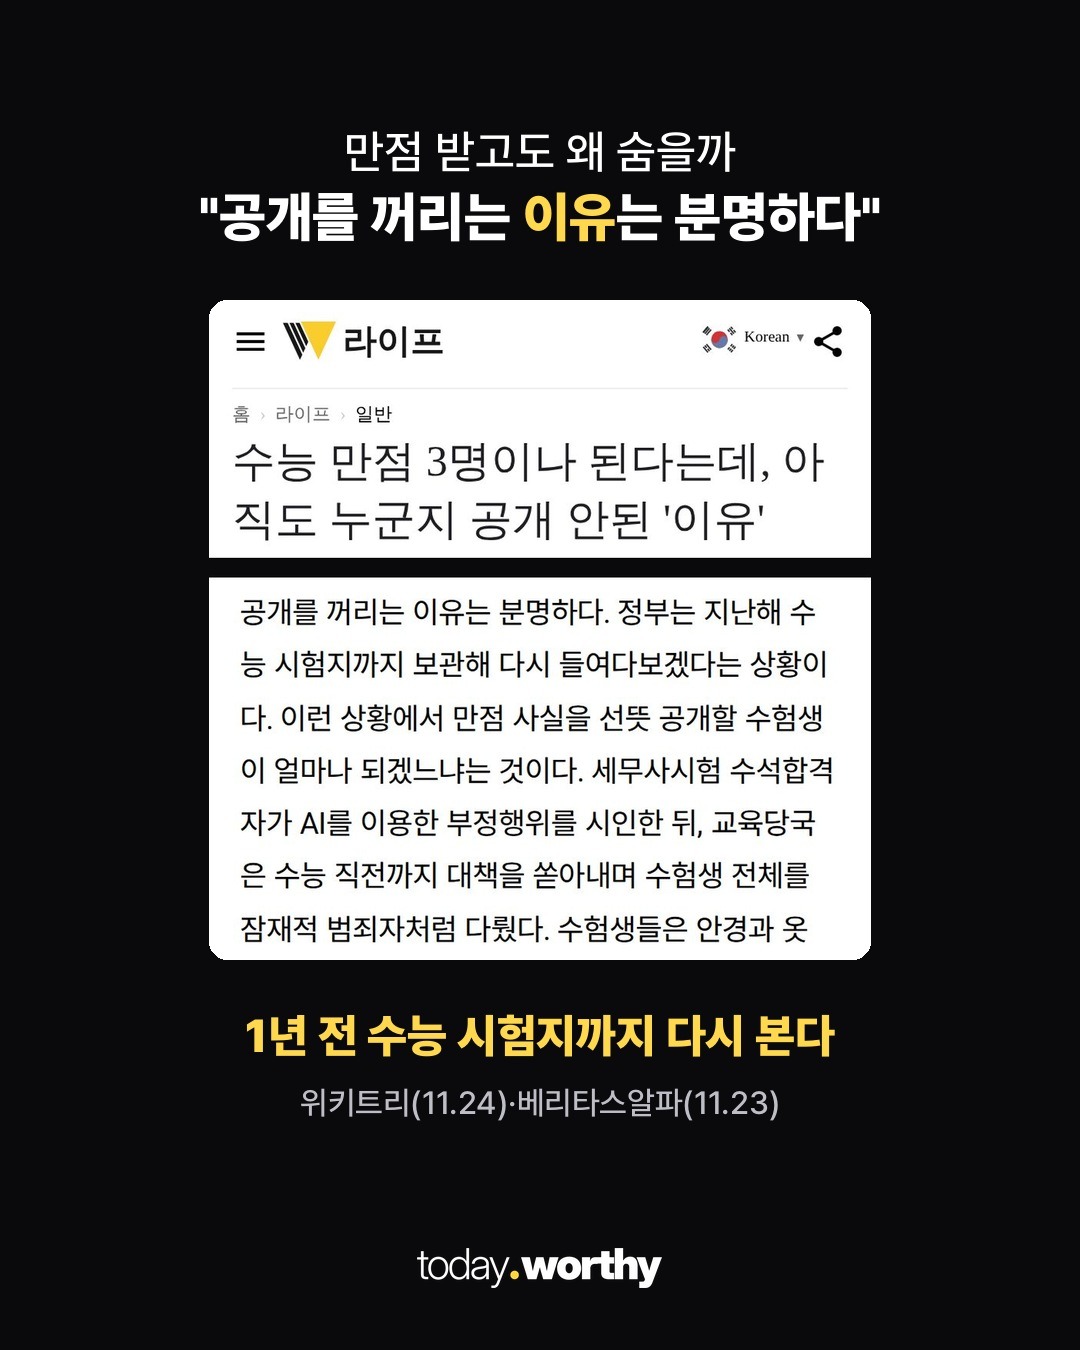 만점 받고도 왜 숨을까
"공개를 꺼리는 이유는 분명하다"
라이프
Korean ▼
홈 › 라이프 › 일반
수능 만점 3명이나 된다는데, 아
직도 누군지 공개 안된 '이유'
공개를 꺼리는 이유는 분명하다. 정부는 지난해 수
능 시험지까지 보관해 다시 들여다보겠다는 상황이
다. 이런 상황에서 만점 사실을 선뜻 공개할 수험생
이 얼마나 되겠느냐는 것이다. 세무사시험 수석합격
자가 AI를 이용한 부정행위를 시인한 뒤, 교육당국
은 수능 직전까지 대책을 쏟아내며 수험생 전체를
잠재적 범죄자처럼 다뤘다. 수험생들은 안경과 옷
1년 전 수능 시험지까지 다시 본다
위키트리(11.24)·베리타스알파(11.23)
today.worthy